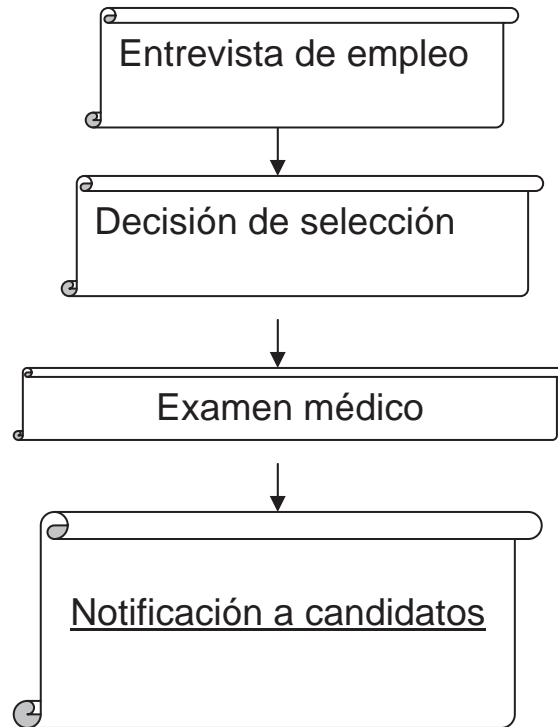 Entrevista de empleo
Decisión de selección
Examen médico
Notificación a candidatos